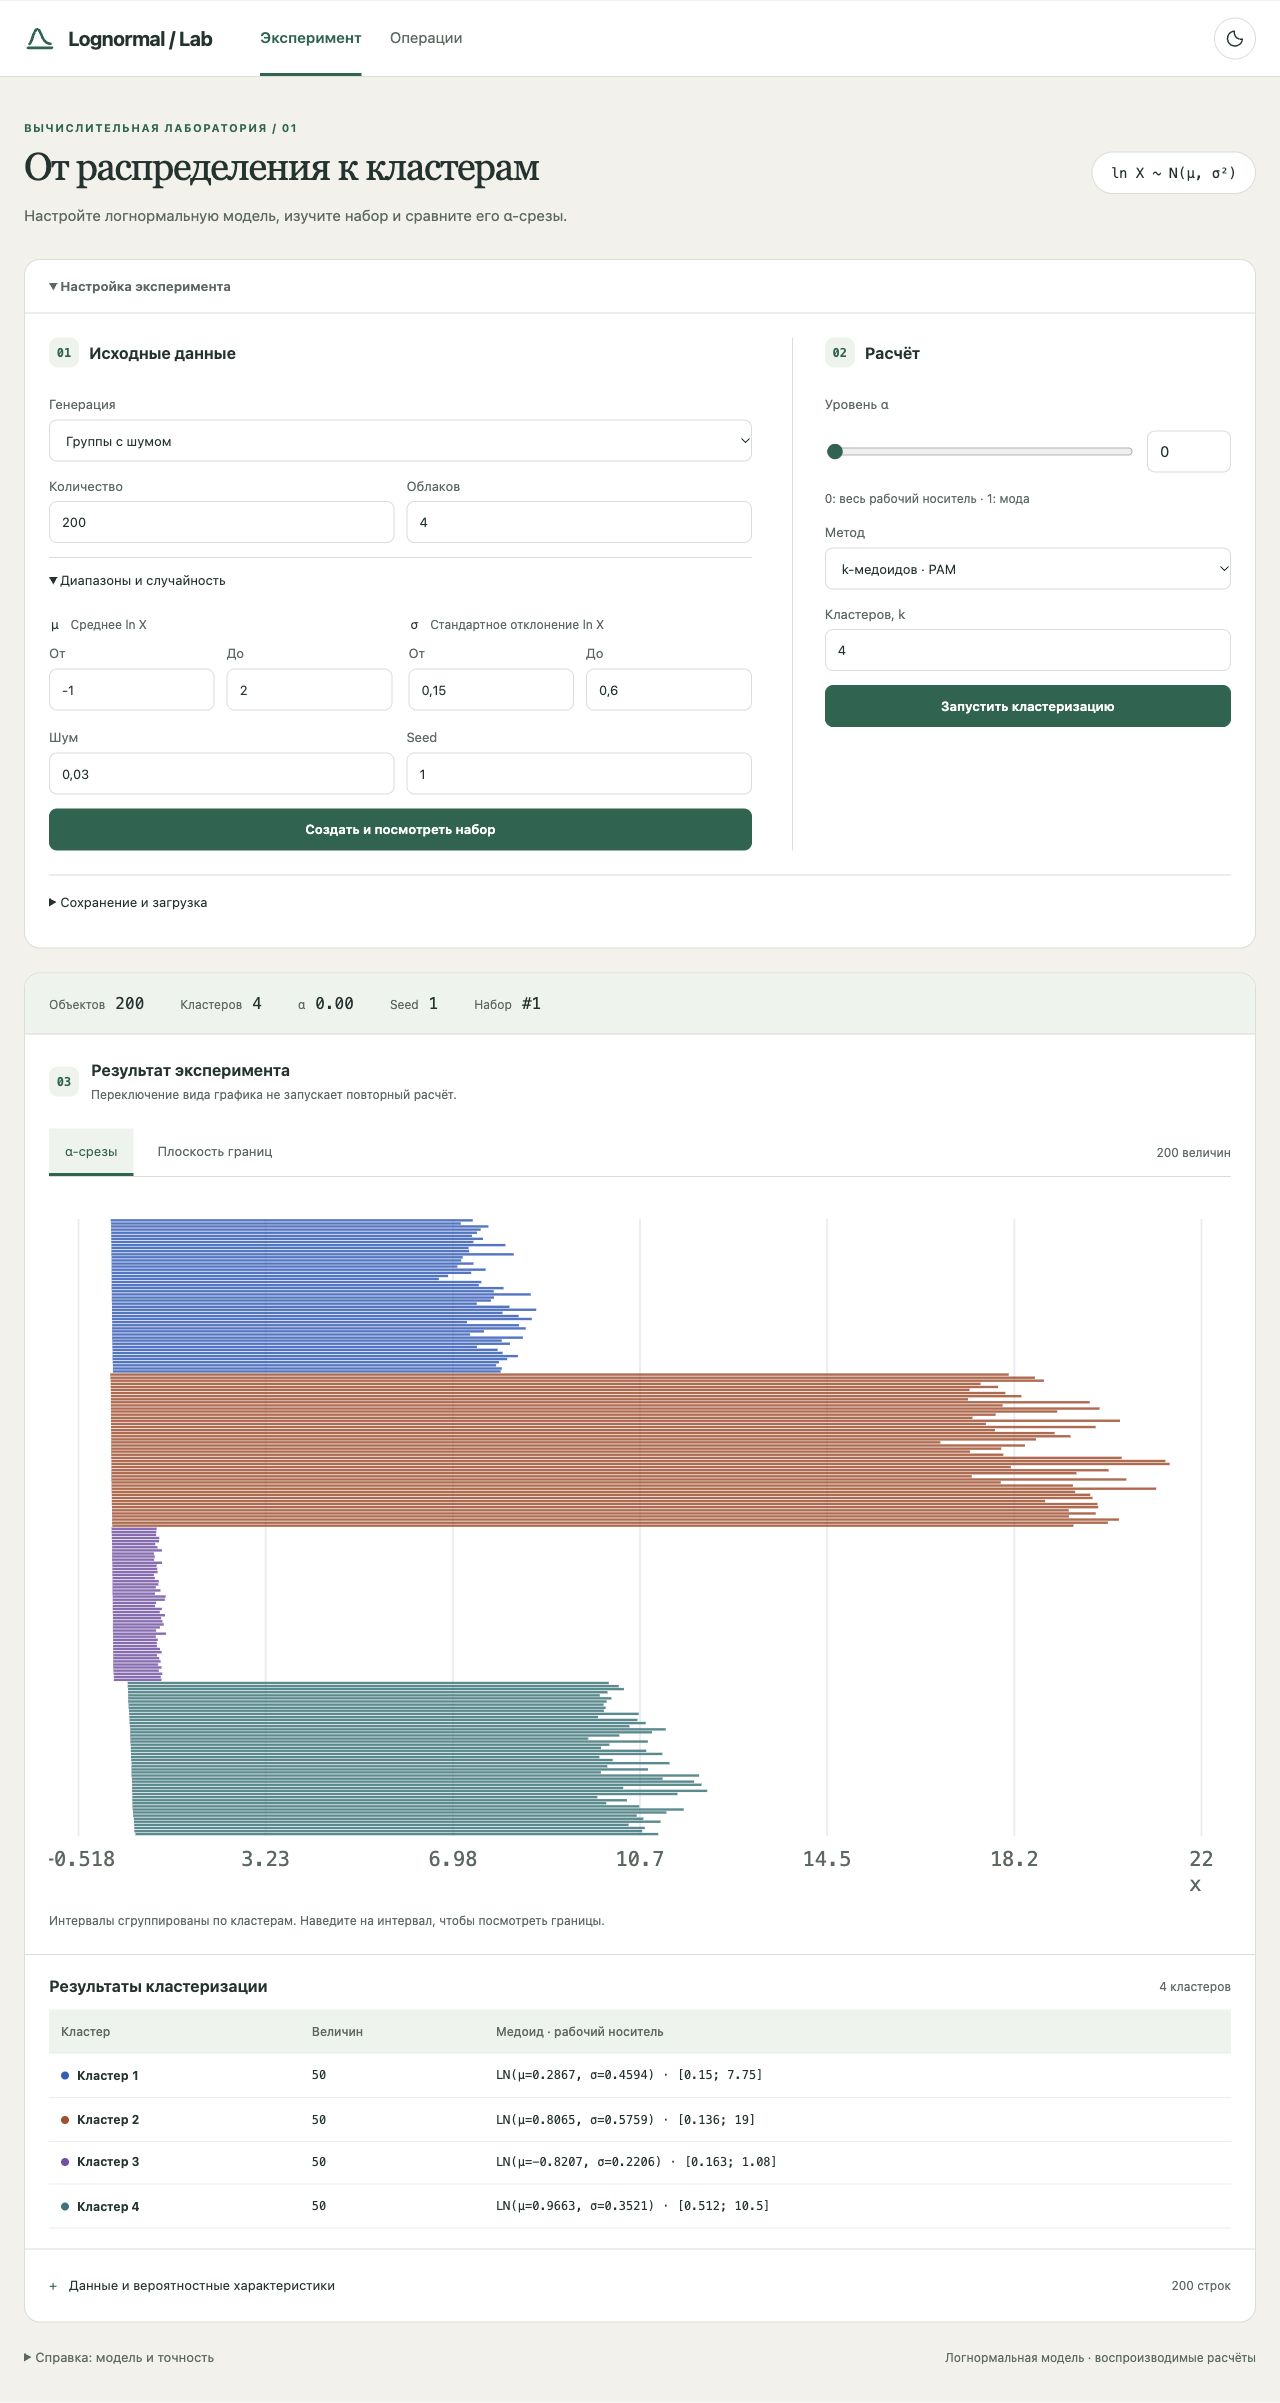 Lognormal / Lab
Эксперимент
Операции
ВЫЧИСЛИТЕЛЬНАЯ ЛАБОРАТОРИЯ / 01
От распределения к кластерам
ln X ~ N(μ, σ²)
Настройте логнормальную модель, изучите набор и сравните его α-срезы.
Настройка эксперимента
01 Исходные данные
Генерация
Группы с шумом
Количество
Облаков
200
4
Диапазоны и случайность
μ Среднее ln X
σ Стандартное отклонение ln X
От
До
От
До
-1
2
0,15
0,6
Шум
Seed
0,03
1
Создать и посмотреть набор
02 Расчёт
Уровень α
0
0: весь рабочий носитель · 1: мода
Метод
k-медоидов · PAM
Кластеров, k
4
Запустить кластеризацию
Сохранение и загрузка
Объектов 200 Кластеров 4 α 0.00 Seed 1 Набор #1
03 Результат эксперимента
Переключение вида графика не запускает повторный расчёт.
α-срезы
Плоскость границ
200 величин
-0.518 3.23 6.98 10.7 14.5 18.2 22
x
Интервалы сгруппированы по кластерам. Наведите на интервал, чтобы посмотреть границы.
Результаты кластеризации
4 кластеров
Кластер Величин Медоид · рабочий носитель
Кластер 1 50 LN(μ=0.2867, σ=0.4594) · [0.15; 7.75]
Кластер 2 50 LN(μ=0.8065, σ=0.5759) · [0.136; 19]
Кластер 3 50 LN(μ=−0.8207, σ=0.2206) · [0.163; 1.08]
Кластер 4 50 LN(μ=0.9663, σ=0.3521) · [0.512; 10.5]
+ Данные и вероятностные характеристики
200 строк
Справка: модель и точность
Логнормальная модель · воспроизводимые расчёты